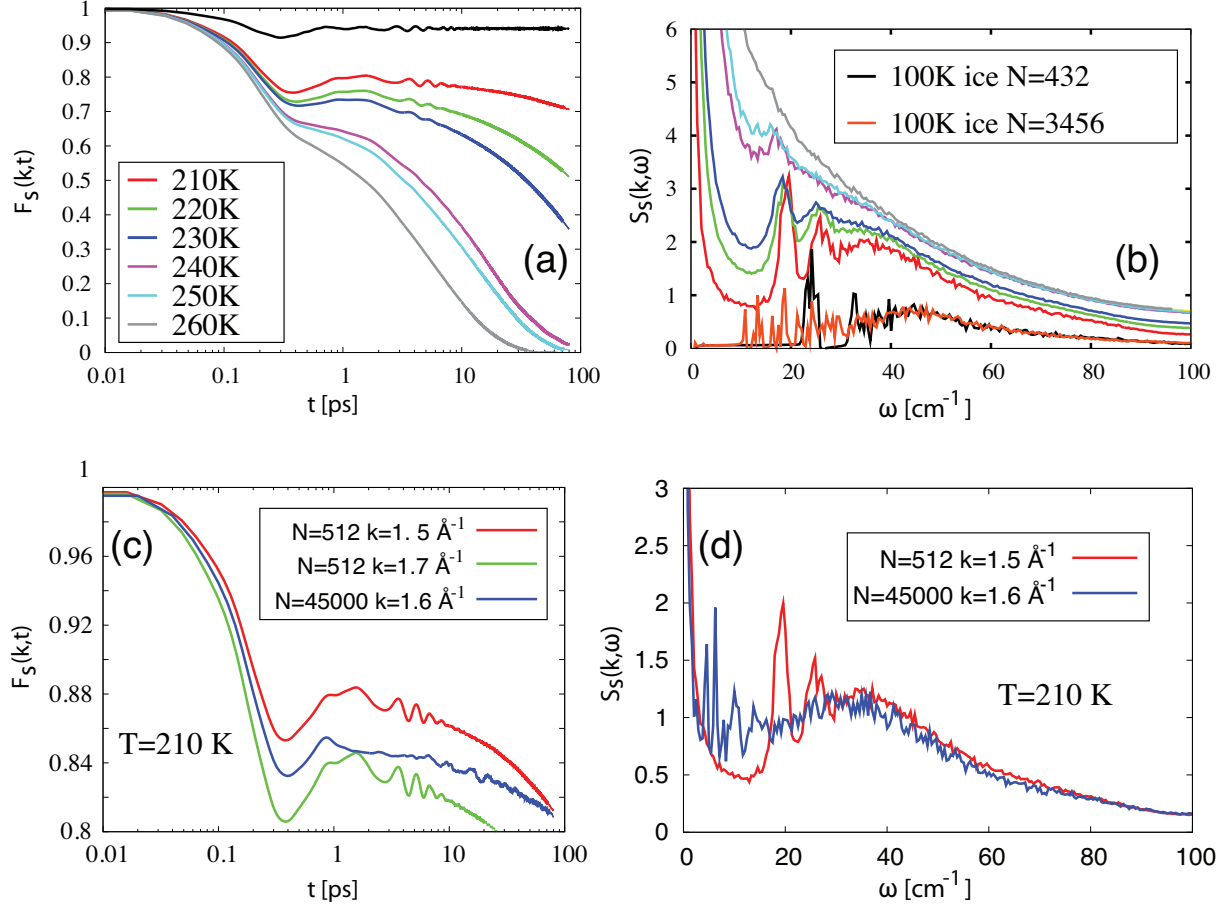 1
0.9
0.8
0.7
0.6
0.5
0.4
0.3
0.2
0.1
0
F_S(k,t)
210K
220K
230K
240K
250K
260K
(a)
0.01 0.1 1 10 100
t [ps]
6
5
4
3
2
1
0
S_S(k,ω)
100K ice N=432
100K ice N=3456
(b)
0 20 40 60 80 100
ω [cm⁻¹]
1
0.96
0.92
0.88
0.84
0.8
F_S(k,t)
(c)
N=512 k=1. 5 Å⁻¹
N=512 k=1.7 Å⁻¹
N=45000 k=1.6 Å⁻¹
T=210 K
0.01 0.1 1 10 100
t [ps]
3
2.5
2
1.5
1
0.5
0
S_S(k,ω)
(d)
N=512 k=1.5 Å⁻¹
N=45000 k=1.6 Å⁻¹
T=210 K
0 20 40 60 80 100
ω [cm⁻¹]